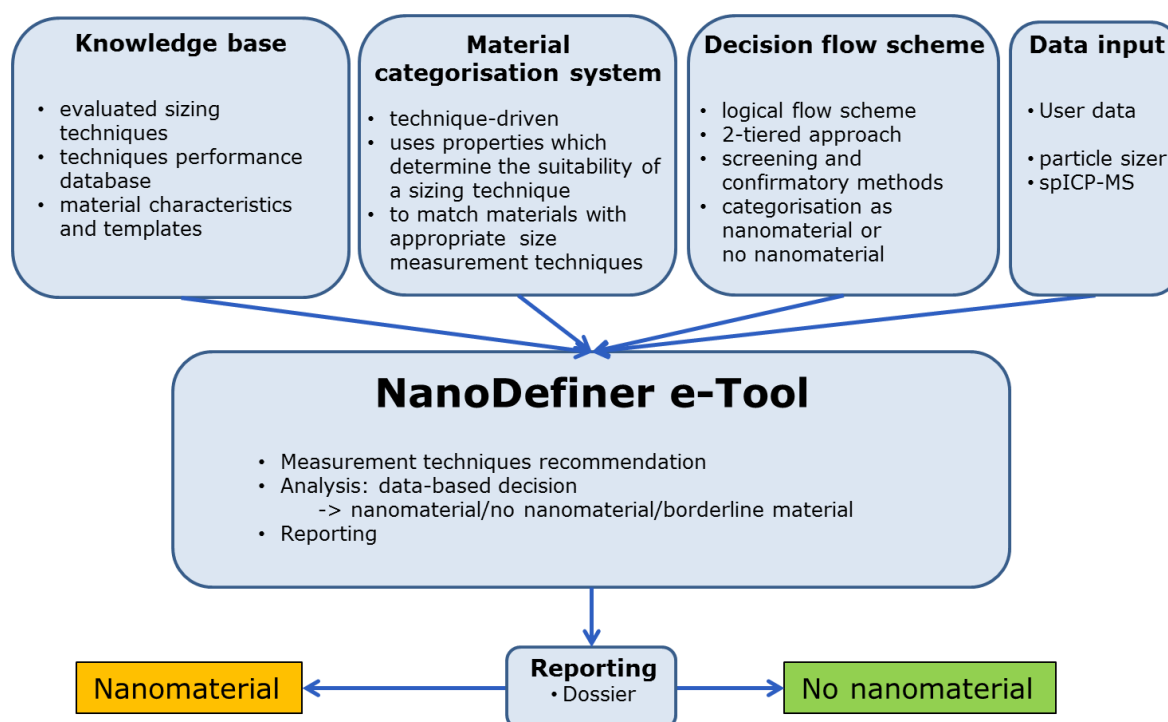 Knowledge base
• evaluated sizing
techniques
• techniques performance
database
• material characteristics
and templates
Material
categorisation system
• technique-driven
• uses properties which
determine the suitability of
a sizing technique
• to match materials with
appropriate size
measurement techniques
Decision flow scheme
• logical flow scheme
• 2-tiered approach
• screening and
confirmatory methods
• categorisation as
nanomaterial or
no nanomaterial
Data input
• User data
• particle sizer
• spICP-MS
NanoDefiner e-Tool
• Measurement techniques recommendation
• Analysis: data-based decision
-> nanomaterial/no nanomaterial/borderline material
• Reporting
Reporting
• Dossier
Nanomaterial
No nanomaterial